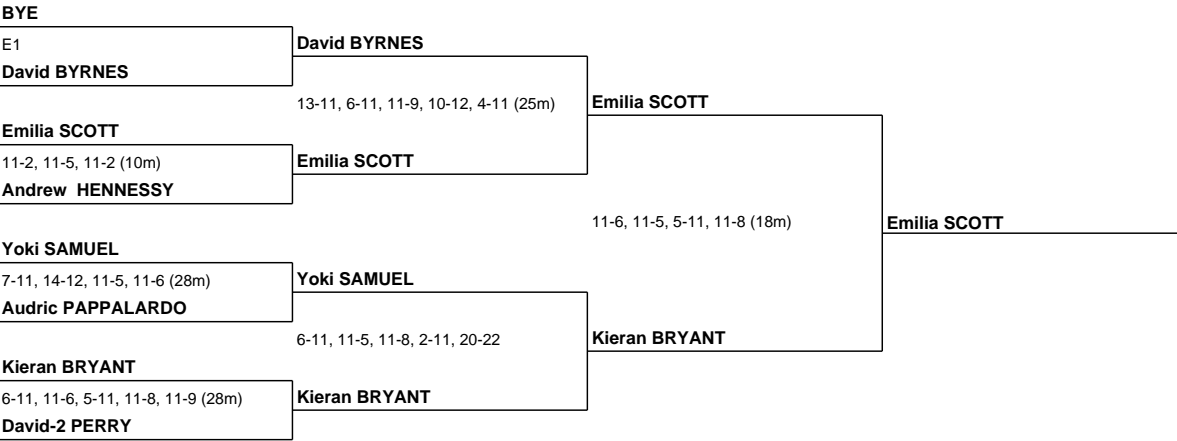 BYE
E1
David BYRNES
David BYRNES
13-11, 6-11, 11-9, 10-12, 4-11 (25m)
Emilia SCOTT
Emilia SCOTT
11-2, 11-5, 11-2 (10m)
Andrew HENNESSY
Emilia SCOTT
11-6, 11-5, 5-11, 11-8 (18m)
Emilia SCOTT
Yoki SAMUEL
7-11, 14-12, 11-5, 11-6 (28m)
Audric PAPPALARDO
Yoki SAMUEL
6-11, 11-5, 11-8, 2-11, 20-22
Kieran BRYANT
Kieran BRYANT
6-11, 11-6, 5-11, 11-8, 11-9 (28m)
David-2 PERRY
Kieran BRYANT